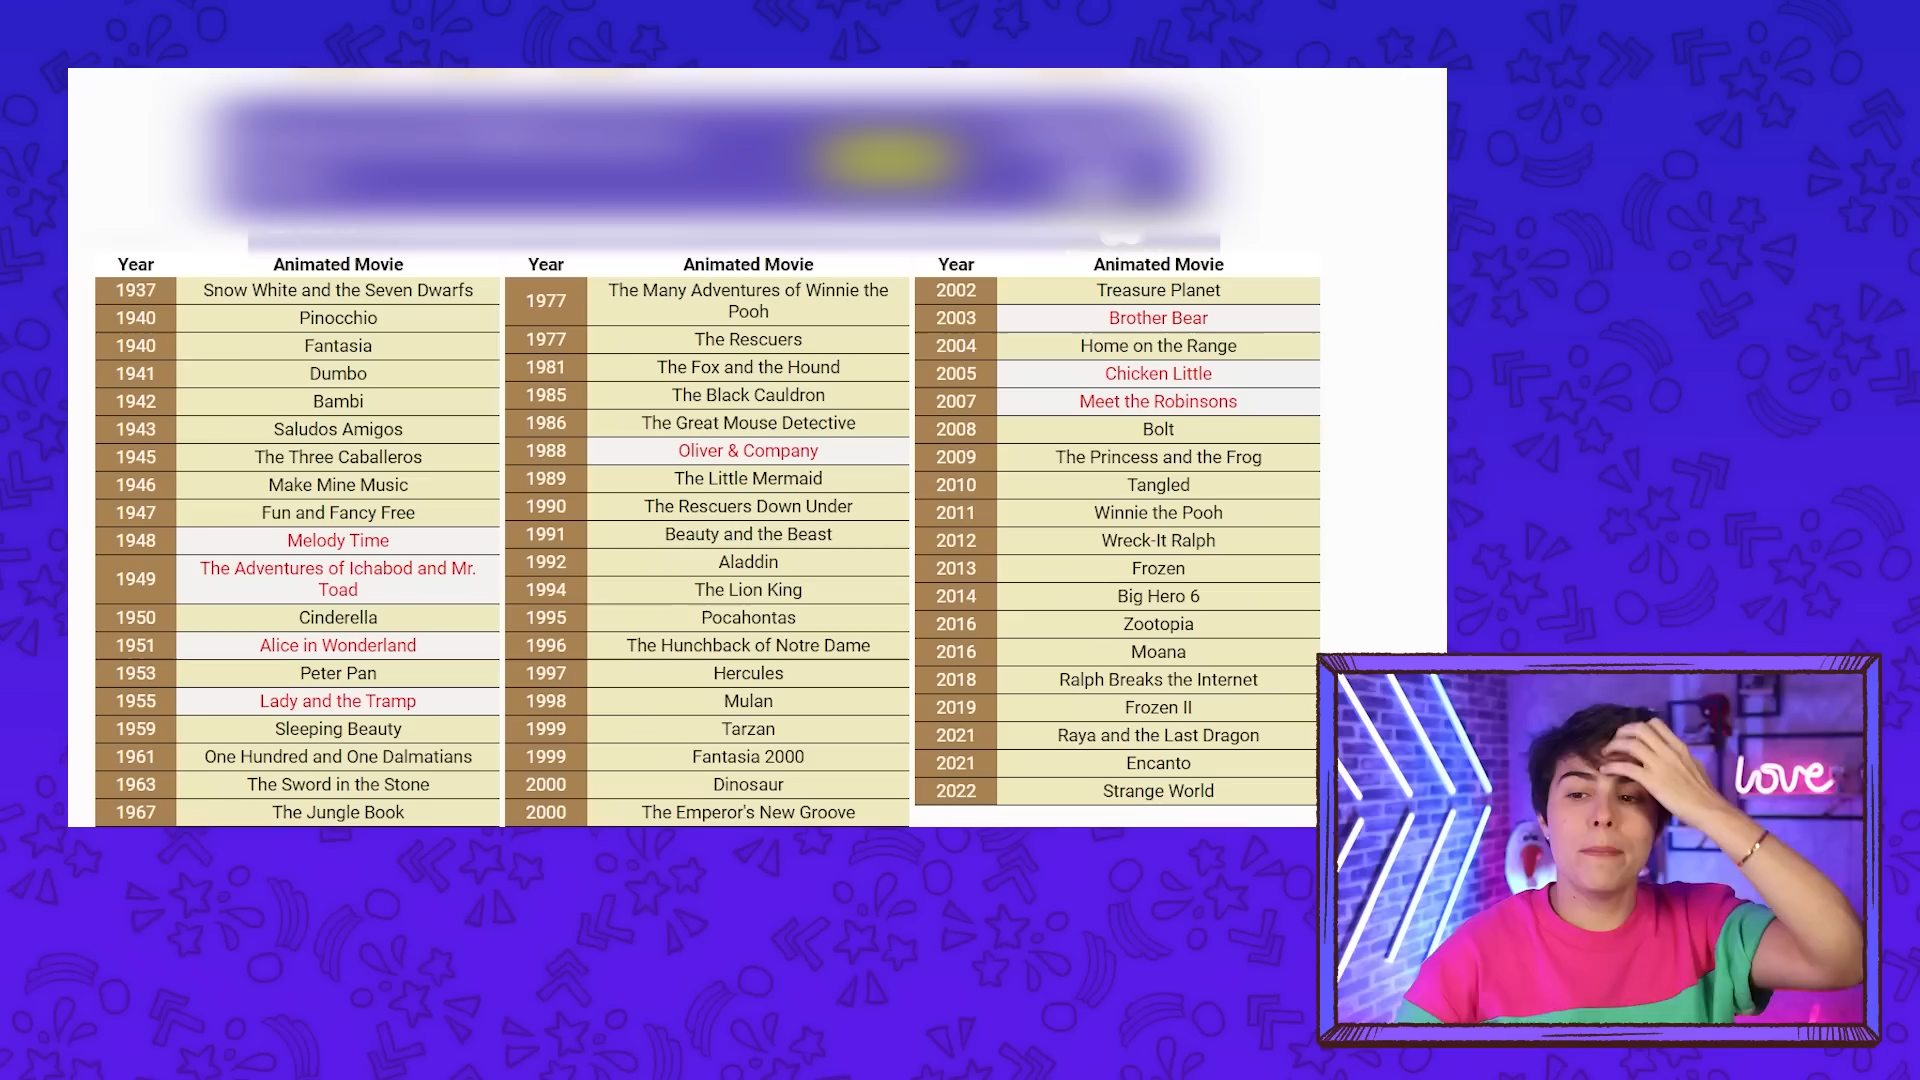 Year Animated Movie
1937 Snow White and the Seven Dwarfs
1940 Pinocchio
1940 Fantasia
1941 Dumbo
1942 Bambi
1943 Saludos Amigos
1945 The Three Caballeros
1946 Make Mine Music
1947 Fun and Fancy Free
1948 Melody Time
1949 The Adventures of Ichabod and Mr.
Toad
1950 Cinderella
1951 Alice in Wonderland
1953 Peter Pan
1955 Lady and the Tramp
1959 Sleeping Beauty
1961 One Hundred and One Dalmatians
1963 The Sword in the Stone
1967 The Jungle Book
Year Animated Movie
1977 The Many Adventures of Winnie the
Pooh
1977 The Rescuers
1981 The Fox and the Hound
1985 The Black Cauldron
1986 The Great Mouse Detective
1988 Oliver & Company
1989 The Little Mermaid
1990 The Rescuers Down Under
1991 Beauty and the Beast
1992 Aladdin
1994 The Lion King
1995 Pocahontas
1996 The Hunchback of Notre Dame
1997 Hercules
1998 Mulan
1999 Tarzan
1999 Fantasia 2000
2000 Dinosaur
2000 The Emperor's New Groove
Year Animated Movie
2002 Treasure Planet
2003 Brother Bear
2004 Home on the Range
2005 Chicken Little
2007 Meet the Robinsons
2008 Bolt
2009 The Princess and the Frog
2010 Tangled
2011 Winnie the Pooh
2012 Wreck-It Ralph
2013 Frozen
2014 Big Hero 6
2016 Zootopia
2016 Moana
2018 Ralph Breaks the Internet
2019 Frozen II
2021 Raya and the Last Dragon
2021 Encanto
2022 Strange World
love